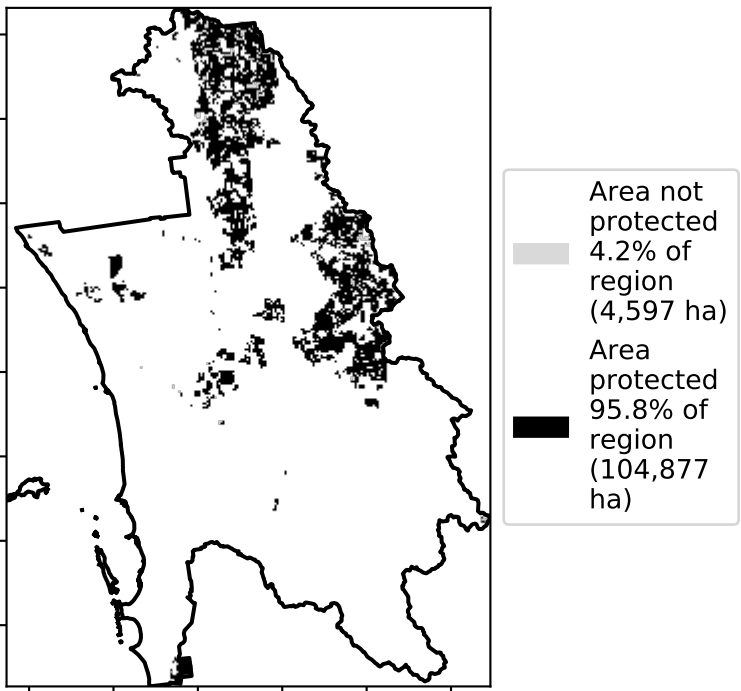 Area not
protected
4.2% of
region
(4,597 ha)
Area
protected
95.8% of
region
(104,877
ha)